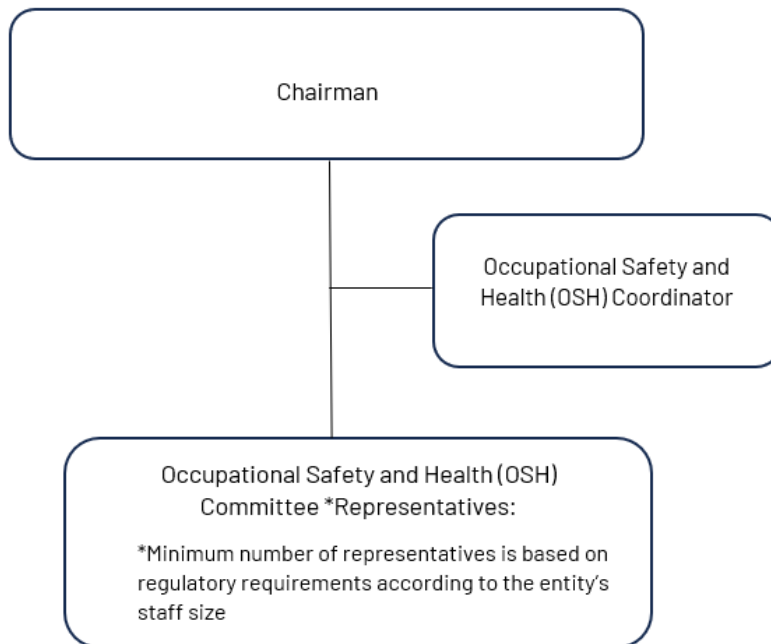 Chairman
Occupational Safety and
Health (OSH) Coordinator
Occupational Safety and Health (OSH)
Committee *Representatives:
*Minimum number of representatives is based on
regulatory requirements according to the entity's
staff size